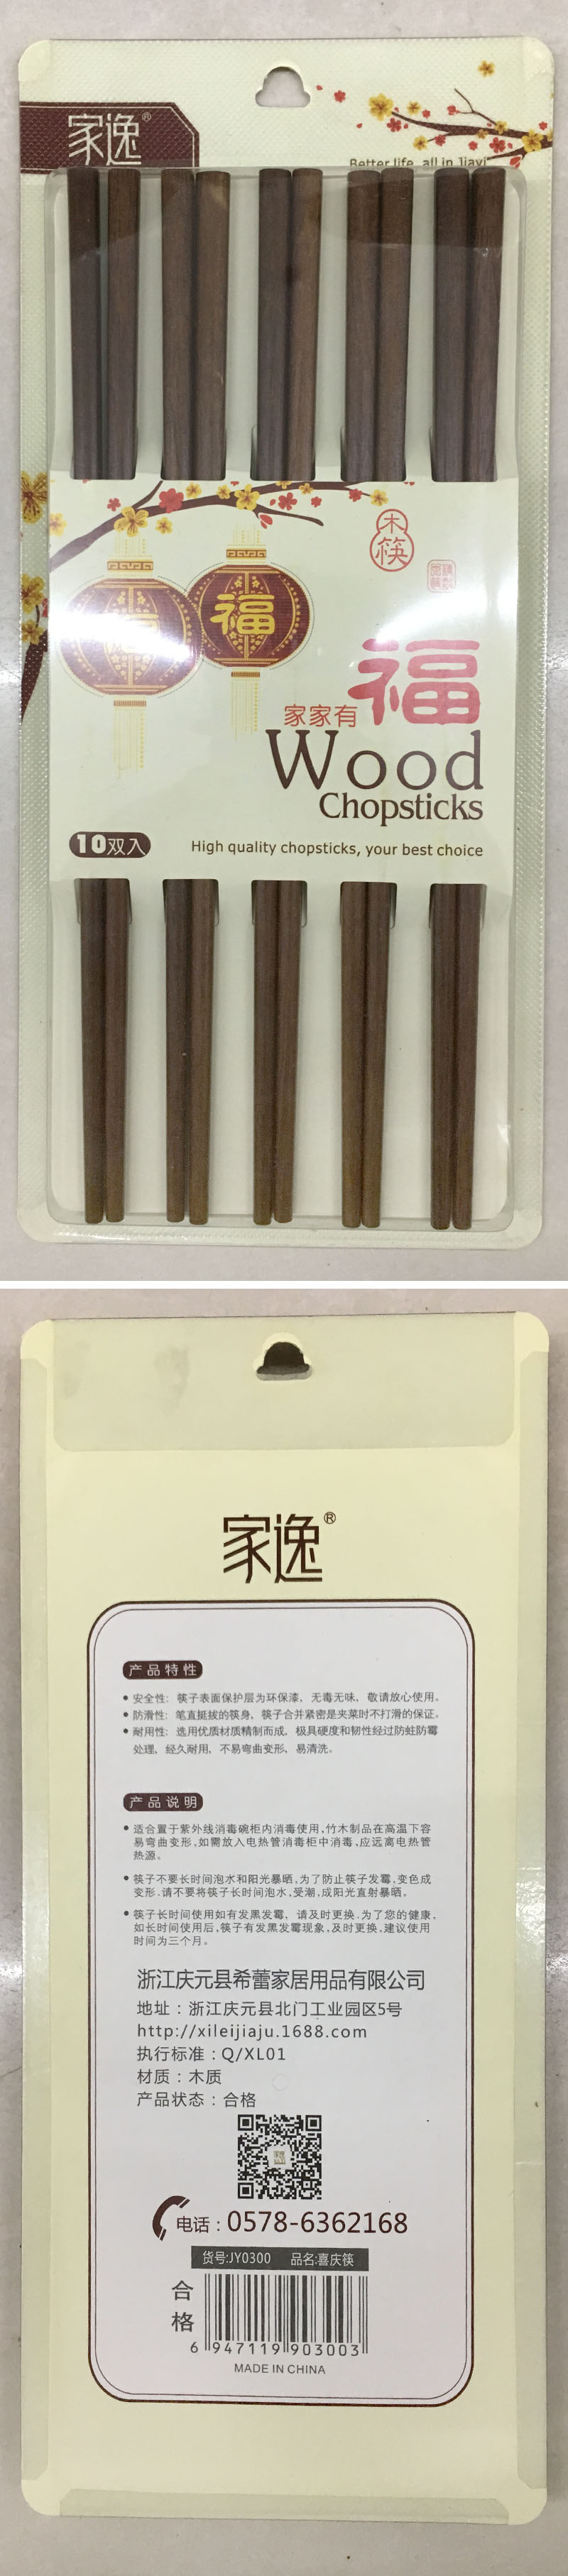 家逸®
Better life, all in Jiayi
木
筷
福
福
家家有
Wood
Chopsticks
10双入
High quality chopsticks, your best choice
家逸®
产品特性
• 安全性: 筷子表面保护层为环保漆, 无毒无味, 敬请放心使用。
• 防滑性: 笔直挺拔的筷身, 筷子合并紧密是夹菜时不打滑的保证。
• 耐用性: 选用优质材质精制而成, 极具硬度和韧性经过防蛀防霉
处理, 经久耐用, 不易弯曲变形, 易清洗。
产品说明
• 适合置于紫外线消毒碗柜内消毒使用,竹木制品在高温下容
易弯曲变形,如需放入电热管消毒柜中消毒,应远离电热管
热源。
• 筷子不要长时间泡水和阳光暴晒,为了防止筷子发霉,变色成
变形.请不要将筷子长时间泡水,受潮,成阳光直射暴晒。
• 筷子长时间使用如有发黑发霉, 请及时更换.为了您的健康,
如长时间使用后,筷子有发黑发霉现象,及时更换,建议使用
时间为三个月。
浙江庆元县希蕾家居用品有限公司
地址：浙江庆元县北门工业园区5号
http://xileijiaju.1688.com
执行标准：Q/XL01
材质：木质
产品状态：合格
电话：0578-6362168
货号:JY0300 品名:喜庆筷
合
格
6 947119 903003
MADE IN CHINA